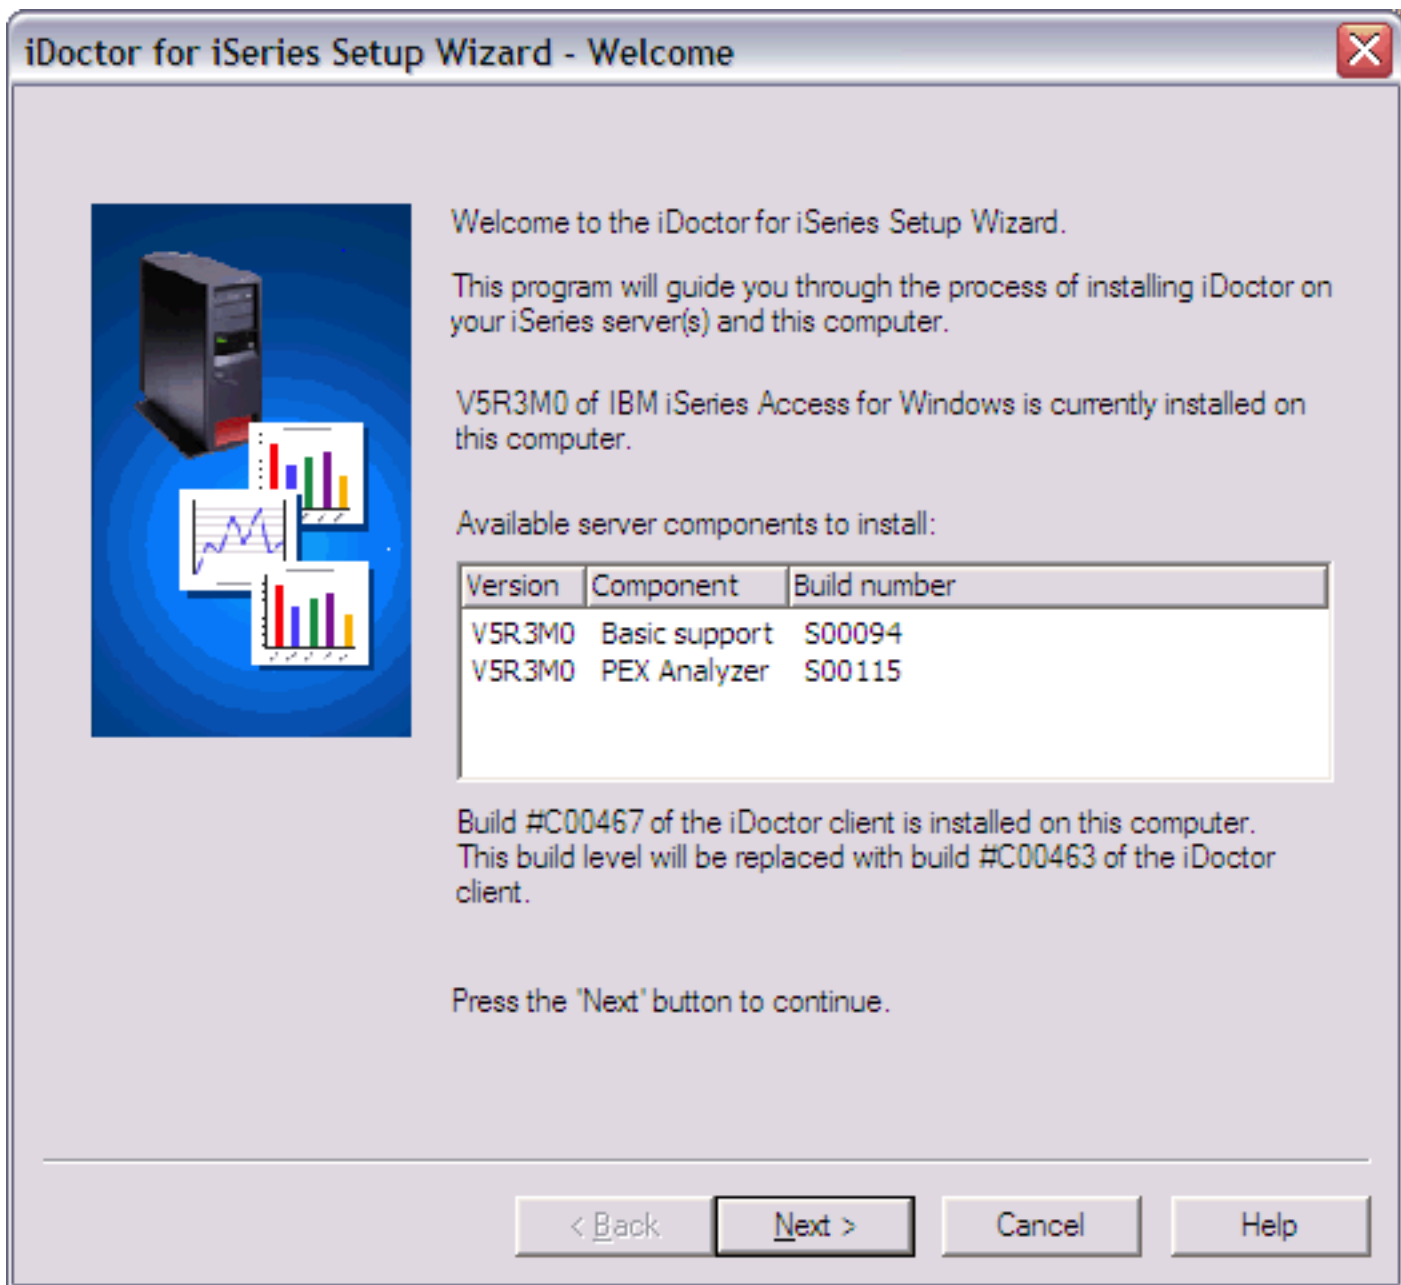 iDoctor for iSeries Setup Wizard - Welcome
Welcome to the iDoctor for iSeries Setup Wizard.
This program will guide you through the process of installing iDoctor on
your iSeries server(s) and this computer.
V5R3M0 of IBM iSeries Access for Windows is currently installed on
this computer.
Available server components to install:
Version Component Build number
V5R3M0 Basic support S00094
V5R3M0 PEX Analyzer S00115
Build #C00467 of the iDoctor client is installed on this computer.
This build level will be replaced with build #C00463 of the iDoctor
client.
Press the 'Next' button to continue.
< Back Next > Cancel Help